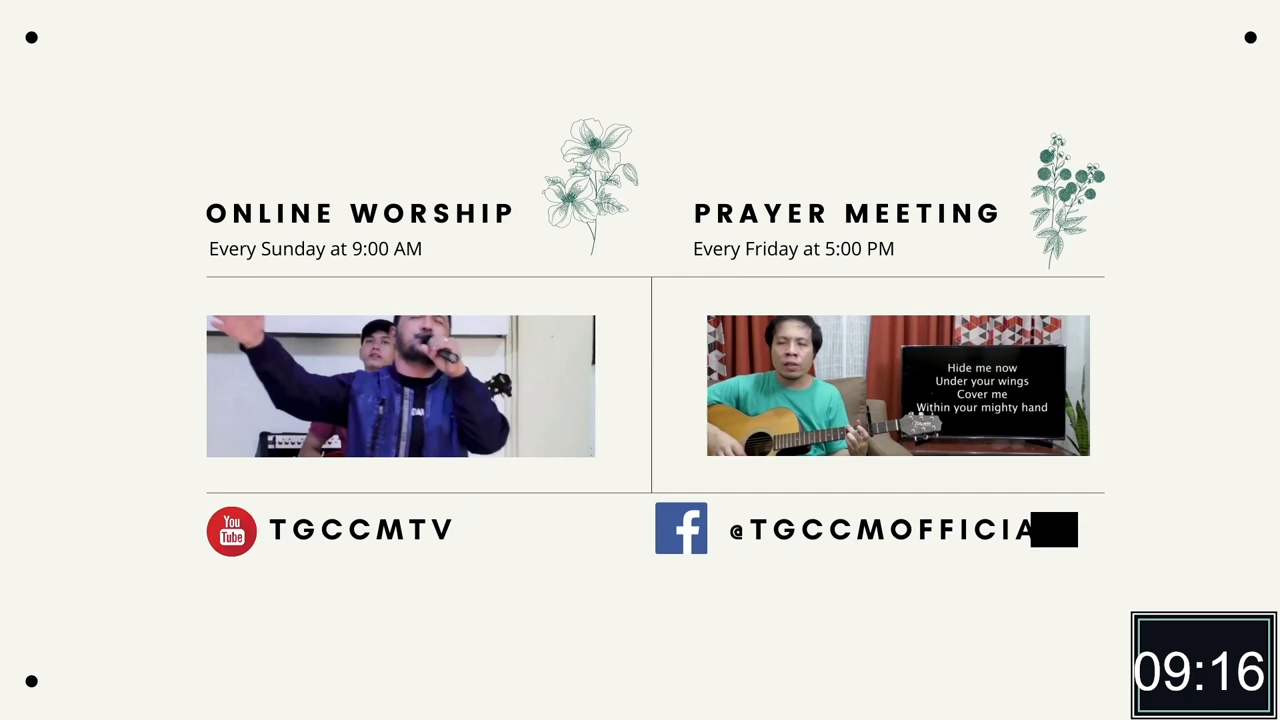 ONLINE WORSHIP
Every Sunday at 9:00 AM
PRAYER MEETING
Every Friday at 5:00 PM
Hide me now
Under your wings
Cover me
Within your mighty hand
You
Tube
TGCCMTV
f
@TGCCMOFFICIA
09:16